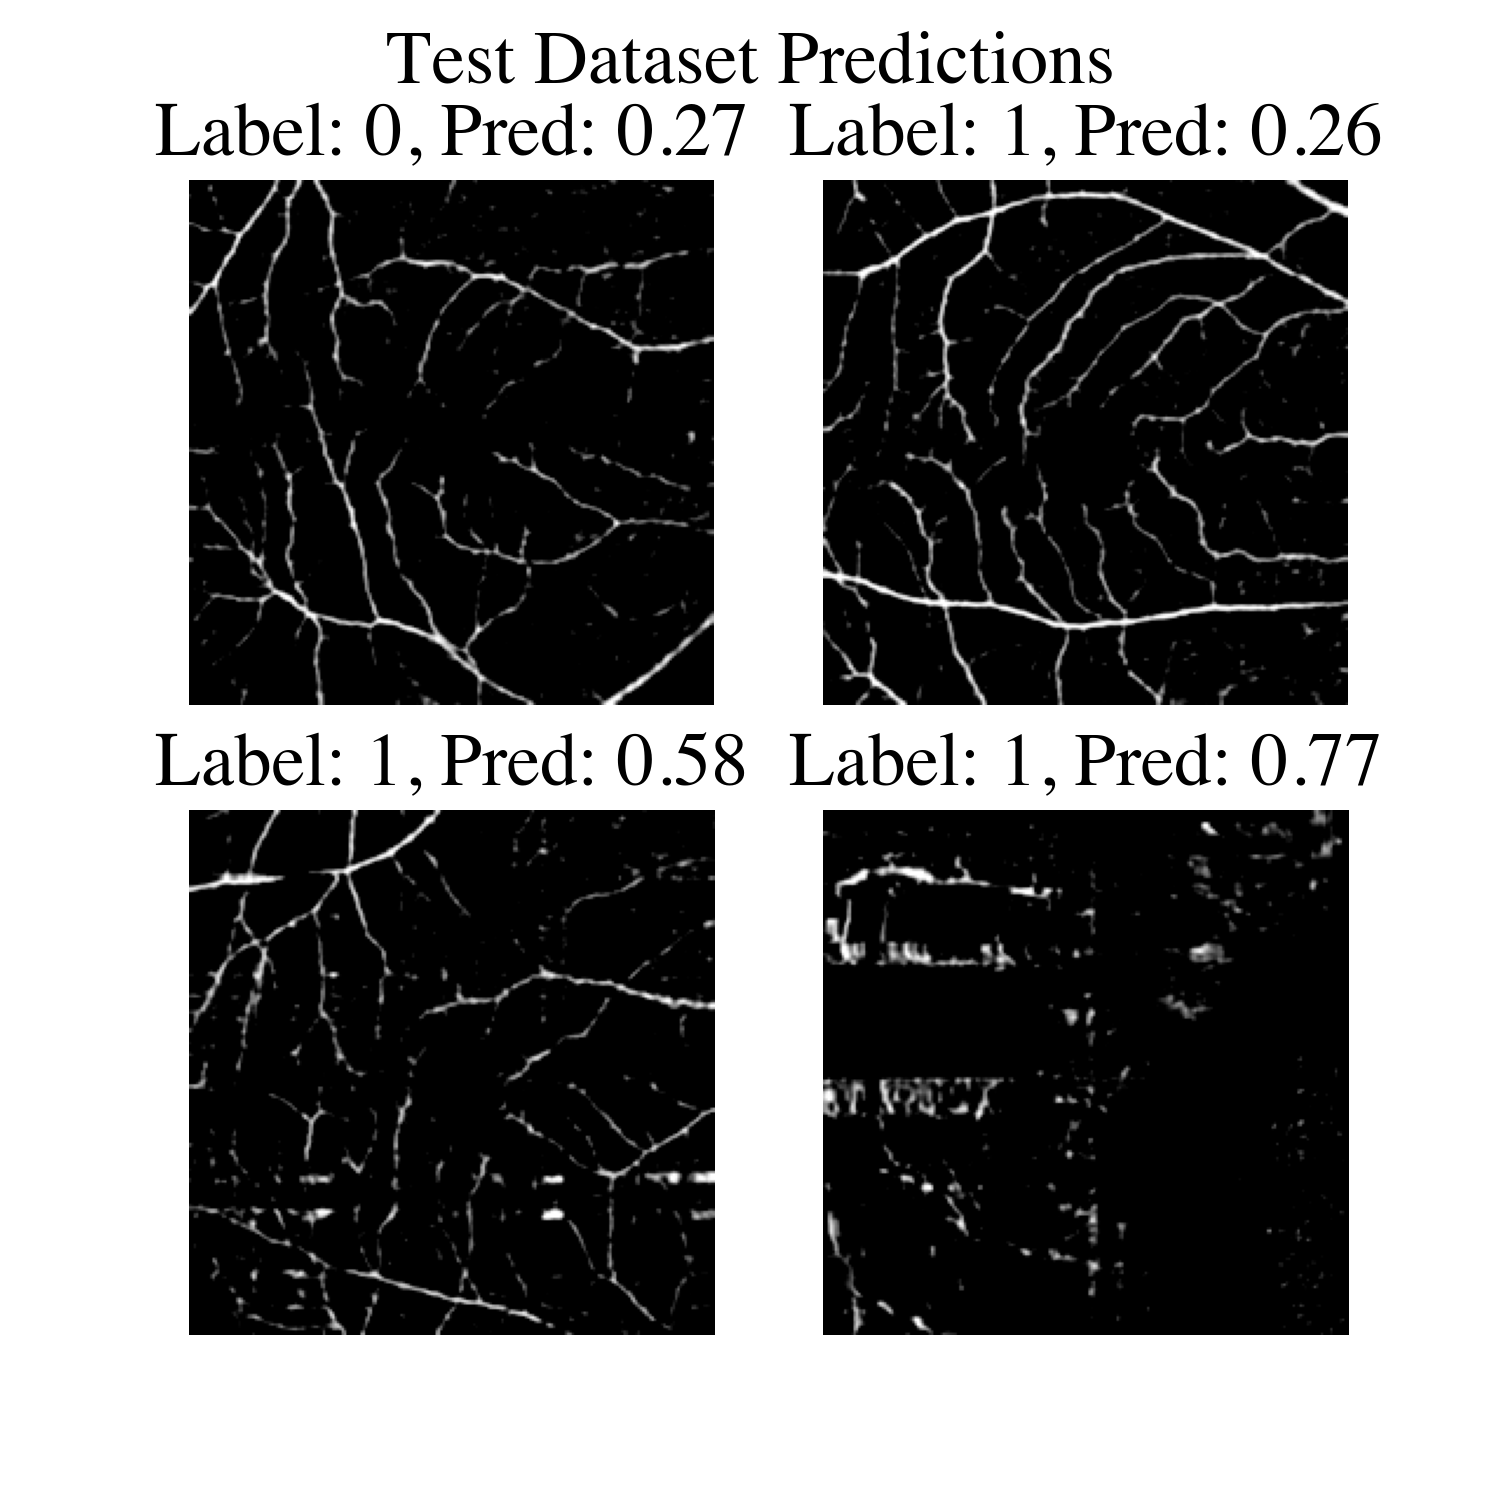 Test Dataset Predictions
Label: 0, Pred: 0.27
Label: 1, Pred: 0.26
Label: 1, Pred: 0.58
Label: 1, Pred: 0.77